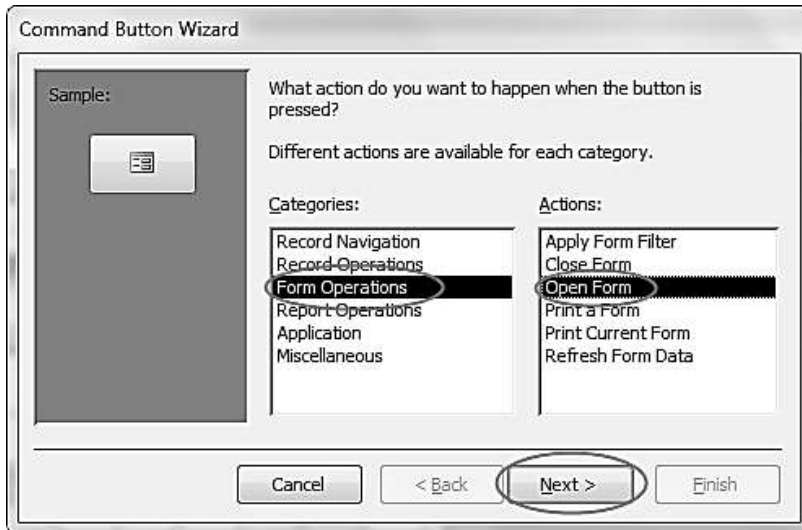 Command Button Wizard
Sample:
What action do you want to happen when the button is
pressed?
Different actions are available for each category.
Categories:
Record Navigation
Record Operations
Form Operations
Report Operations
Application
Miscellaneous
Actions:
Apply Form Filter
Close Form
Open Form
Print a Form
Print Current Form
Refresh Form Data
Cancel
< Back
Next >
Finish